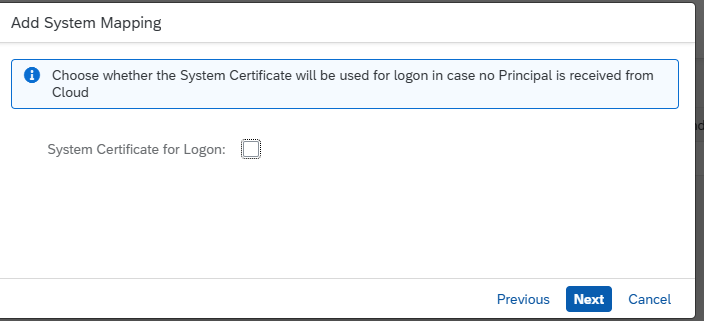 Add System Mapping
Choose whether the System Certificate will be used for logon in case no Principal is received from
Cloud
System Certificate for Logon:
Previous Next Cancel